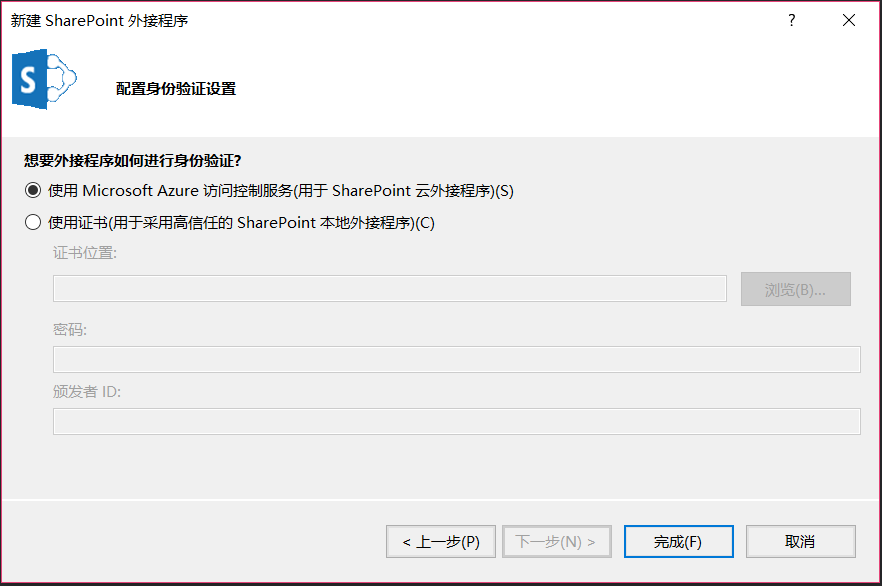 新建 SharePoint 外接程序
?
S
配置身份验证设置
想要外接程序如何进行身份验证?
使用 Microsoft Azure 访问控制服务(用于 SharePoint 云外接程序)(S)
使用证书(用于采用高信任的 SharePoint 本地外接程序)(C)
证书位置:
浏览(B)...
密码:
颁发者 ID:
< 上一步(P) 下一步(N) > 完成(F) 取消